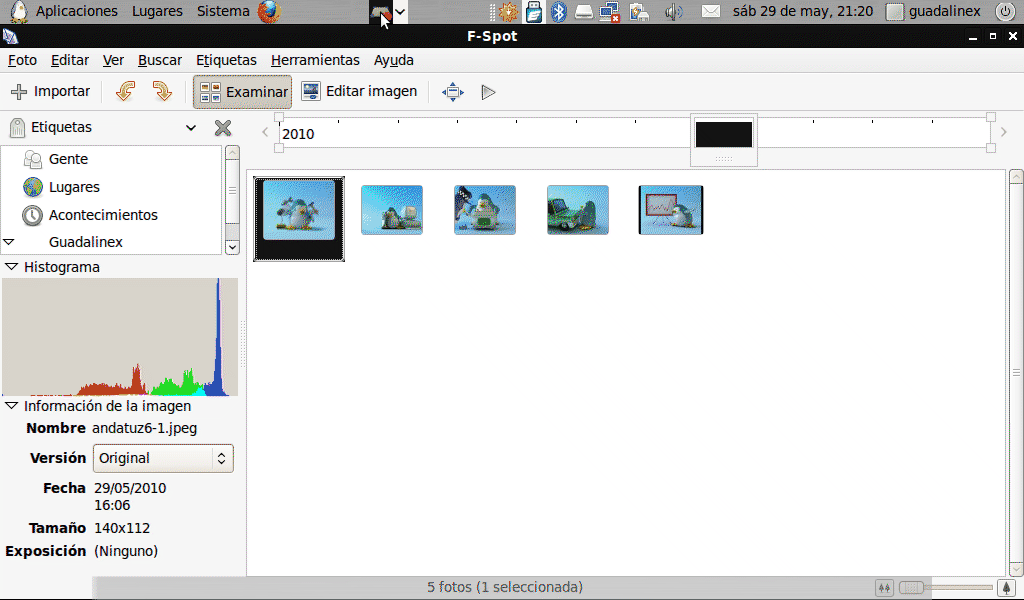 Aplicaciones Lugares Sistema sáb 29 de may, 21:20 guadalinex
F-Spot
Foto Editar Ver Buscar Etiquetas Herramientas Ayuda
Importar Examinar Editar imagen
Etiquetas
2010
Gente
Lugares
Acontecimientos
Guadalinex
Histograma
Información de la imagen
Nombre andatuz6-1.jpeg
Versión Original
Fecha 29/05/2010
16:06
Tamaño 140x112
Exposición (Ninguno)
5 fotos (1 seleccionada)